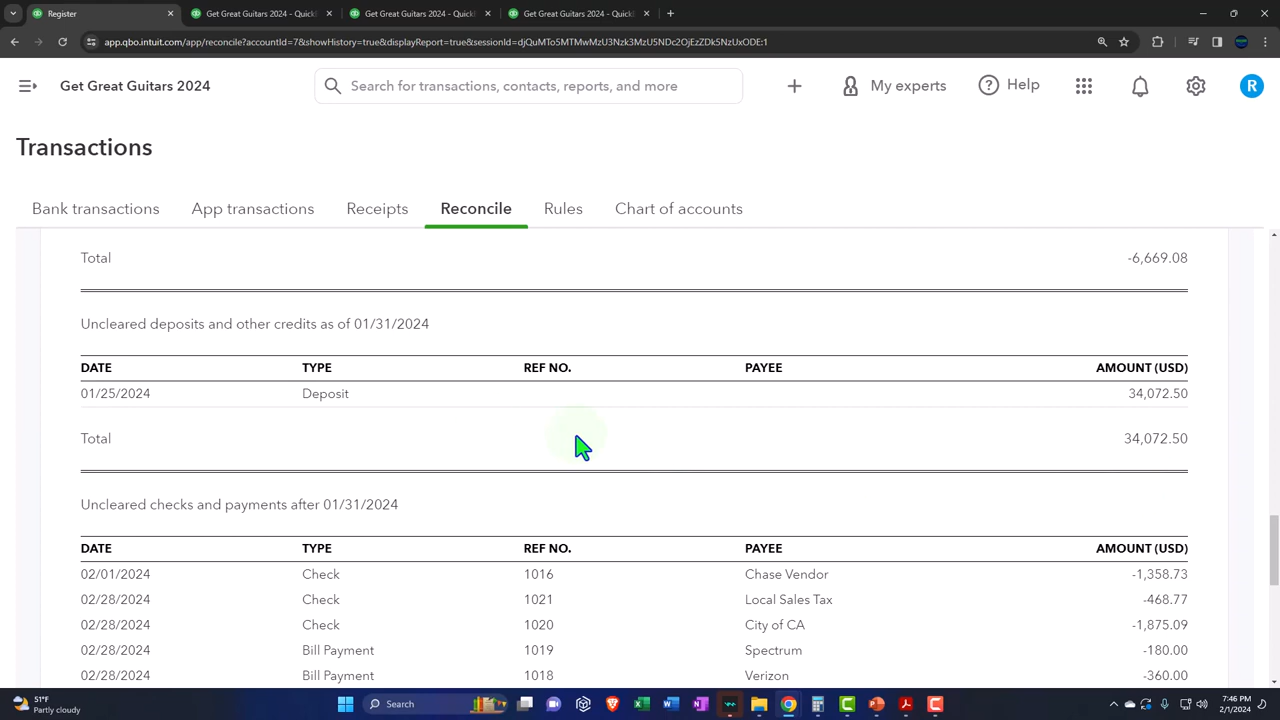 Register
Get Great Guitars 2024 - Quick
Get Great Guitars 2024 - Quick
Get Great Guitars 2024 - Quick
app.qbo.intuit.com/app/reconcile?accountId=7&showHistory=true&displayReport=true&sessionId=djQuMTo5MTMwMzU3Nzk3MzU5NDc2OjEzZDk5NzUxODE:1
Get Great Guitars 2024
Search for transactions, contacts, reports, and more
My experts
Help
R
Transactions
Bank transactions App transactions Receipts Reconcile Rules Chart of accounts
Total -6,669.08
Uncleared deposits and other credits as of 01/31/2024
DATE TYPE REF NO. PAYEE AMOUNT (USD)
01/25/2024 Deposit 34,072.50
Total 34,072.50
Uncleared checks and payments after 01/31/2024
DATE TYPE REF NO. PAYEE AMOUNT (USD)
02/01/2024 Check 1016 Chase Vendor -1,358.73
02/28/2024 Check 1021 Local Sales Tax -468.77
02/28/2024 Check 1020 City of CA -1,875.09
02/28/2024 Bill Payment 1019 Spectrum -180.00
02/28/2024 Bill Payment 1018 Verizon -360.00
51°F
Partly cloudy
Search
7:46 PM
2/1/2024